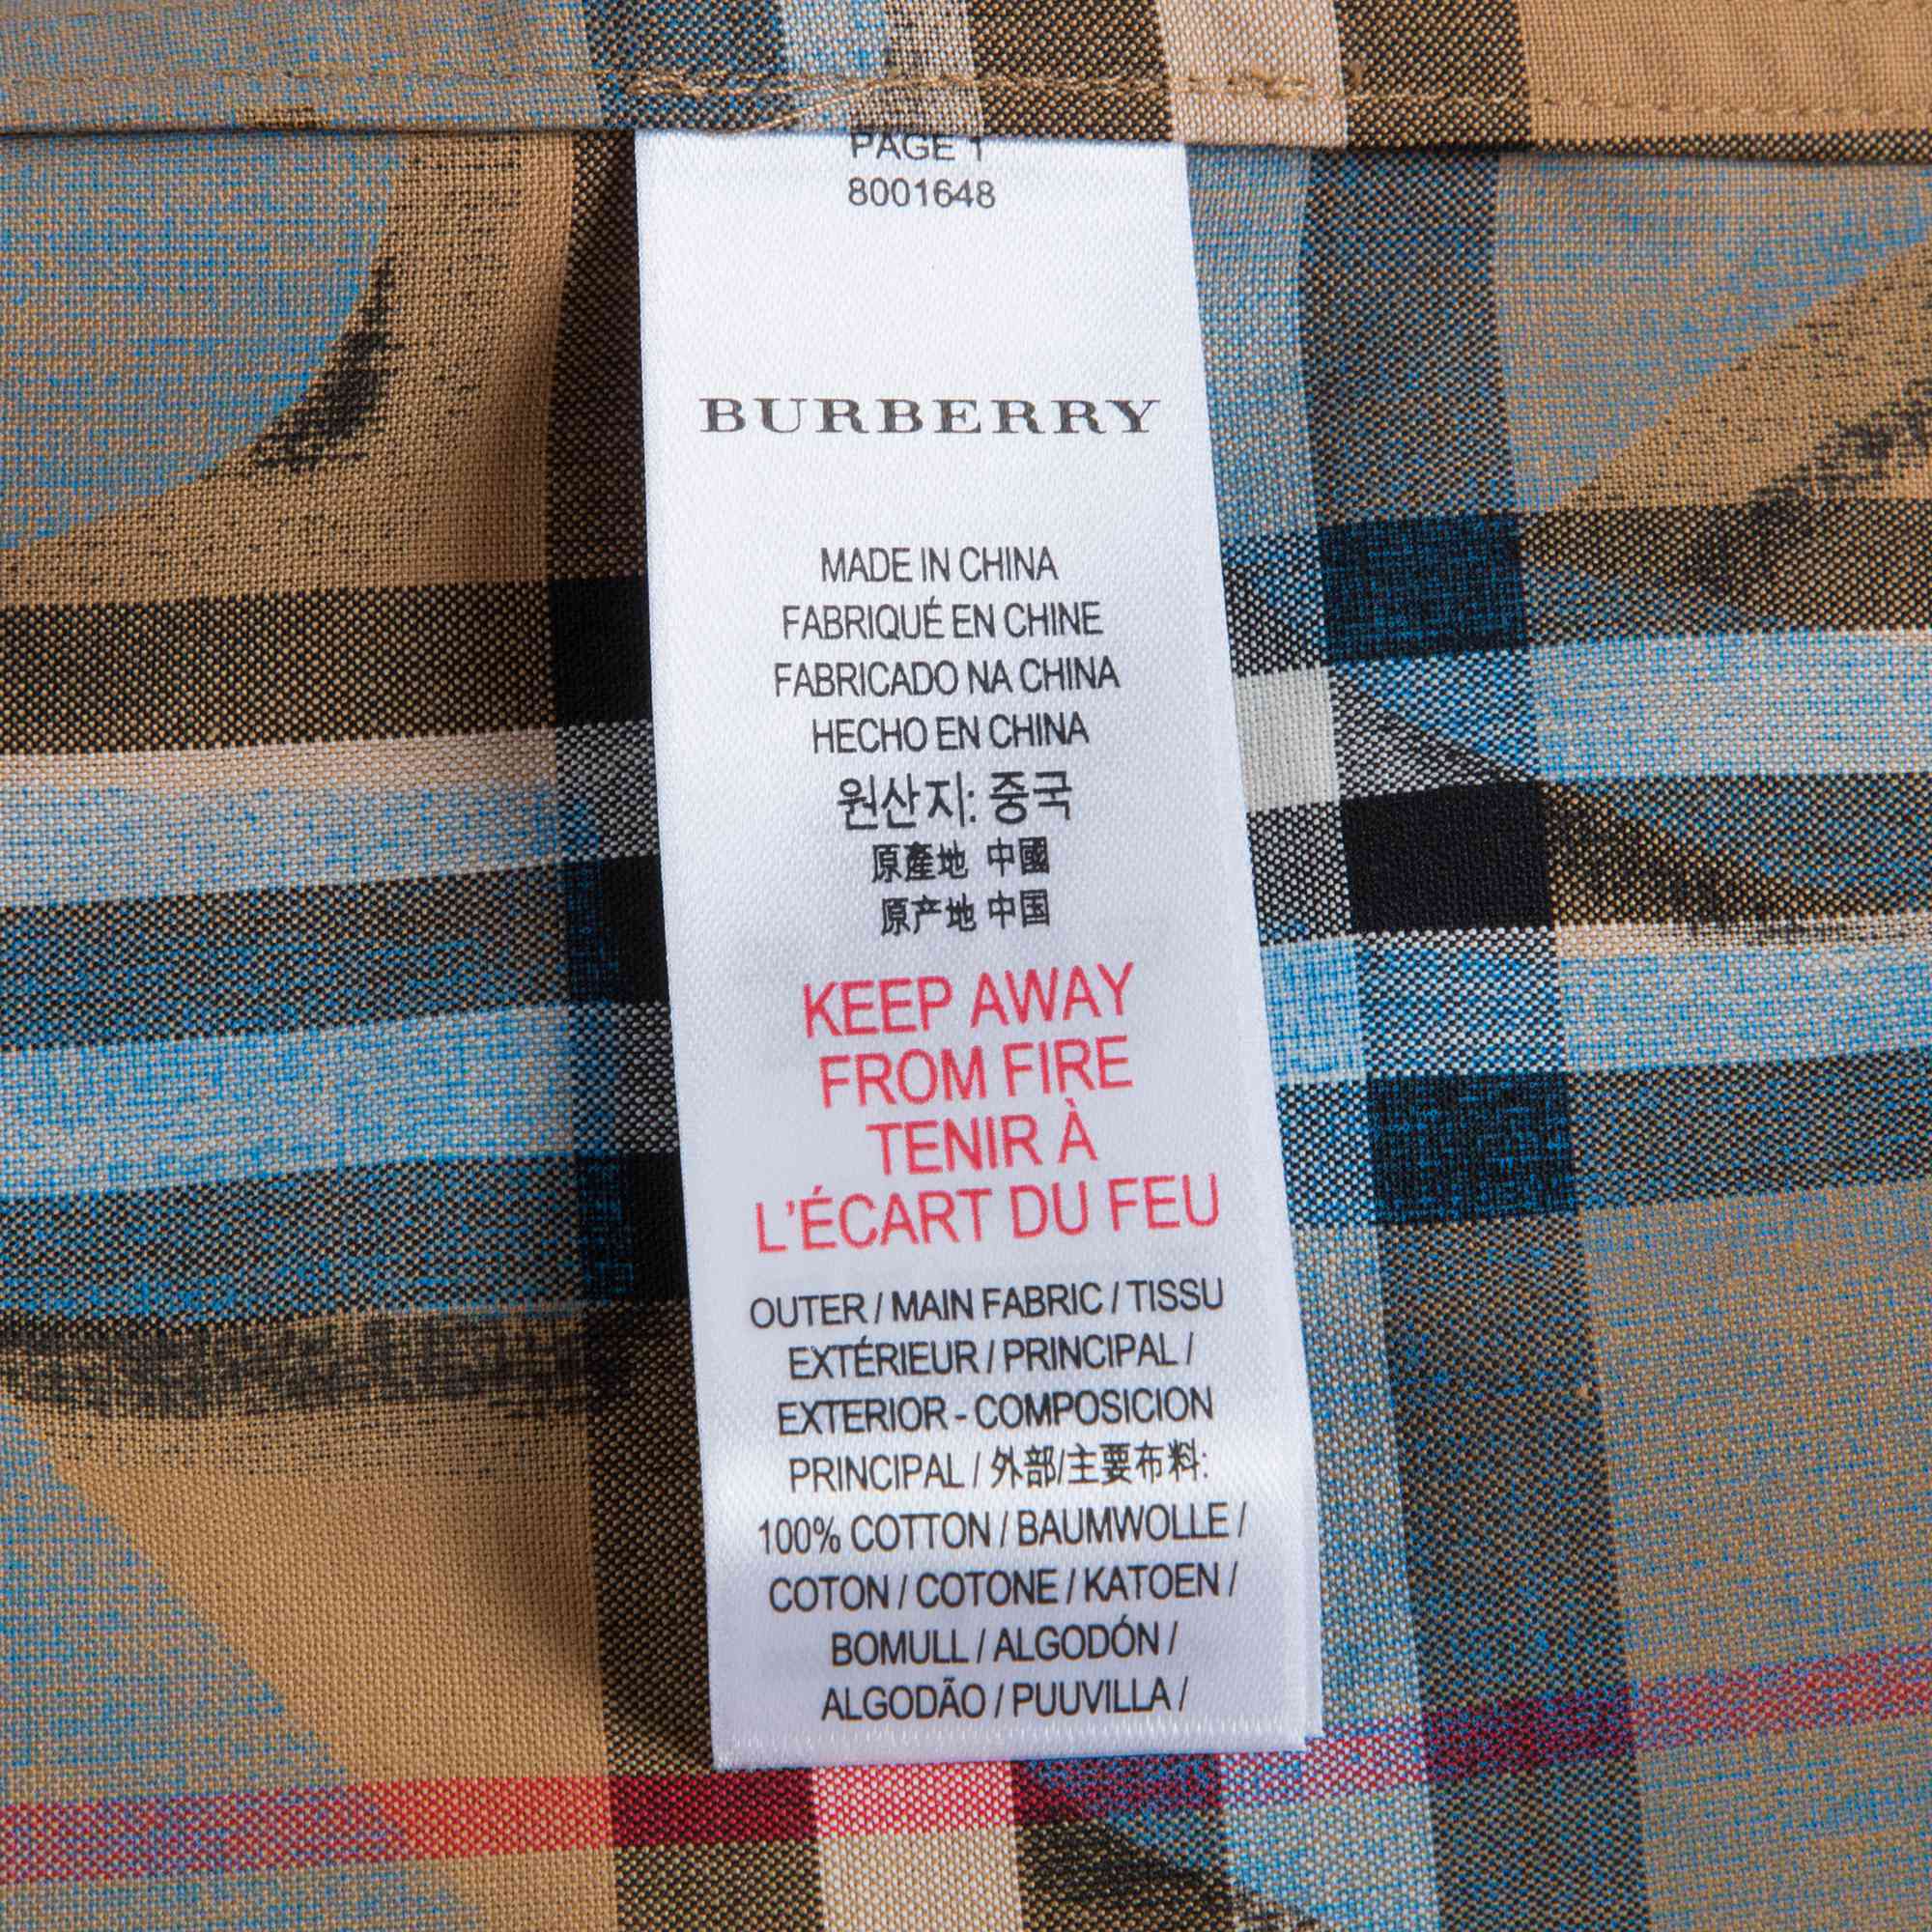 PAGE 1
8001648
BURBERRY
MADE IN CHINA
FABRIQUÉ EN CHINE
FABRICADO NA CHINA
HECHO EN CHINA
원산지: 중국
原產地 中國
原产地 中国
KEEP AWAY
FROM FIRE
TENIR À
L'ÉCART DU FEU
OUTER / MAIN FABRIC / TISSU
EXTÉRIEUR / PRINCIPAL /
EXTERIOR - COMPOSICION
PRINCIPAL / 外部/主要布料:
100% COTTON / BAUMWOLLE /
COTON / COTONE / KATOEN /
BOMULL / ALGODÓN /
ALGODÃO / PUUVILLA /